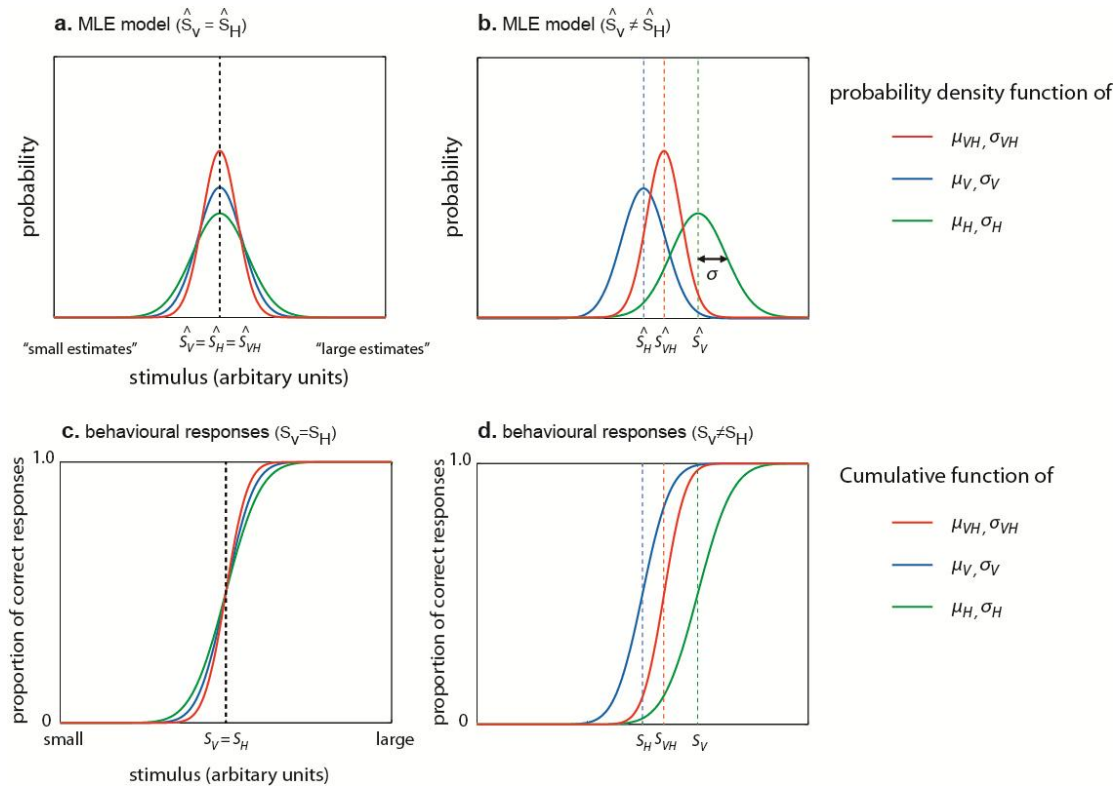 a. MLE model (Ŝ_V = Ŝ_H)
probability
Ŝ_V = Ŝ_H = Ŝ_VH
"small estimates"
"large estimates"
stimulus (arbitary units)
b. MLE model (Ŝ_V ≠ Ŝ_H)
probability
σ
Ŝ_H Ŝ_VH Ŝ_V
probability density function of
μ_VH, σ_VH
μ_V, σ_V
μ_H, σ_H
c. behavioural responses (S_V=S_H)
1.0
proportion of correct responses
0
small
S_V = S_H
large
stimulus (arbitary units)
d. behavioural responses (S_V≠S_H)
1.0
proportion of correct responses
0
S_H S_VH S_V
Cumulative function of
μ_VH, σ_VH
μ_V, σ_V
μ_H, σ_H